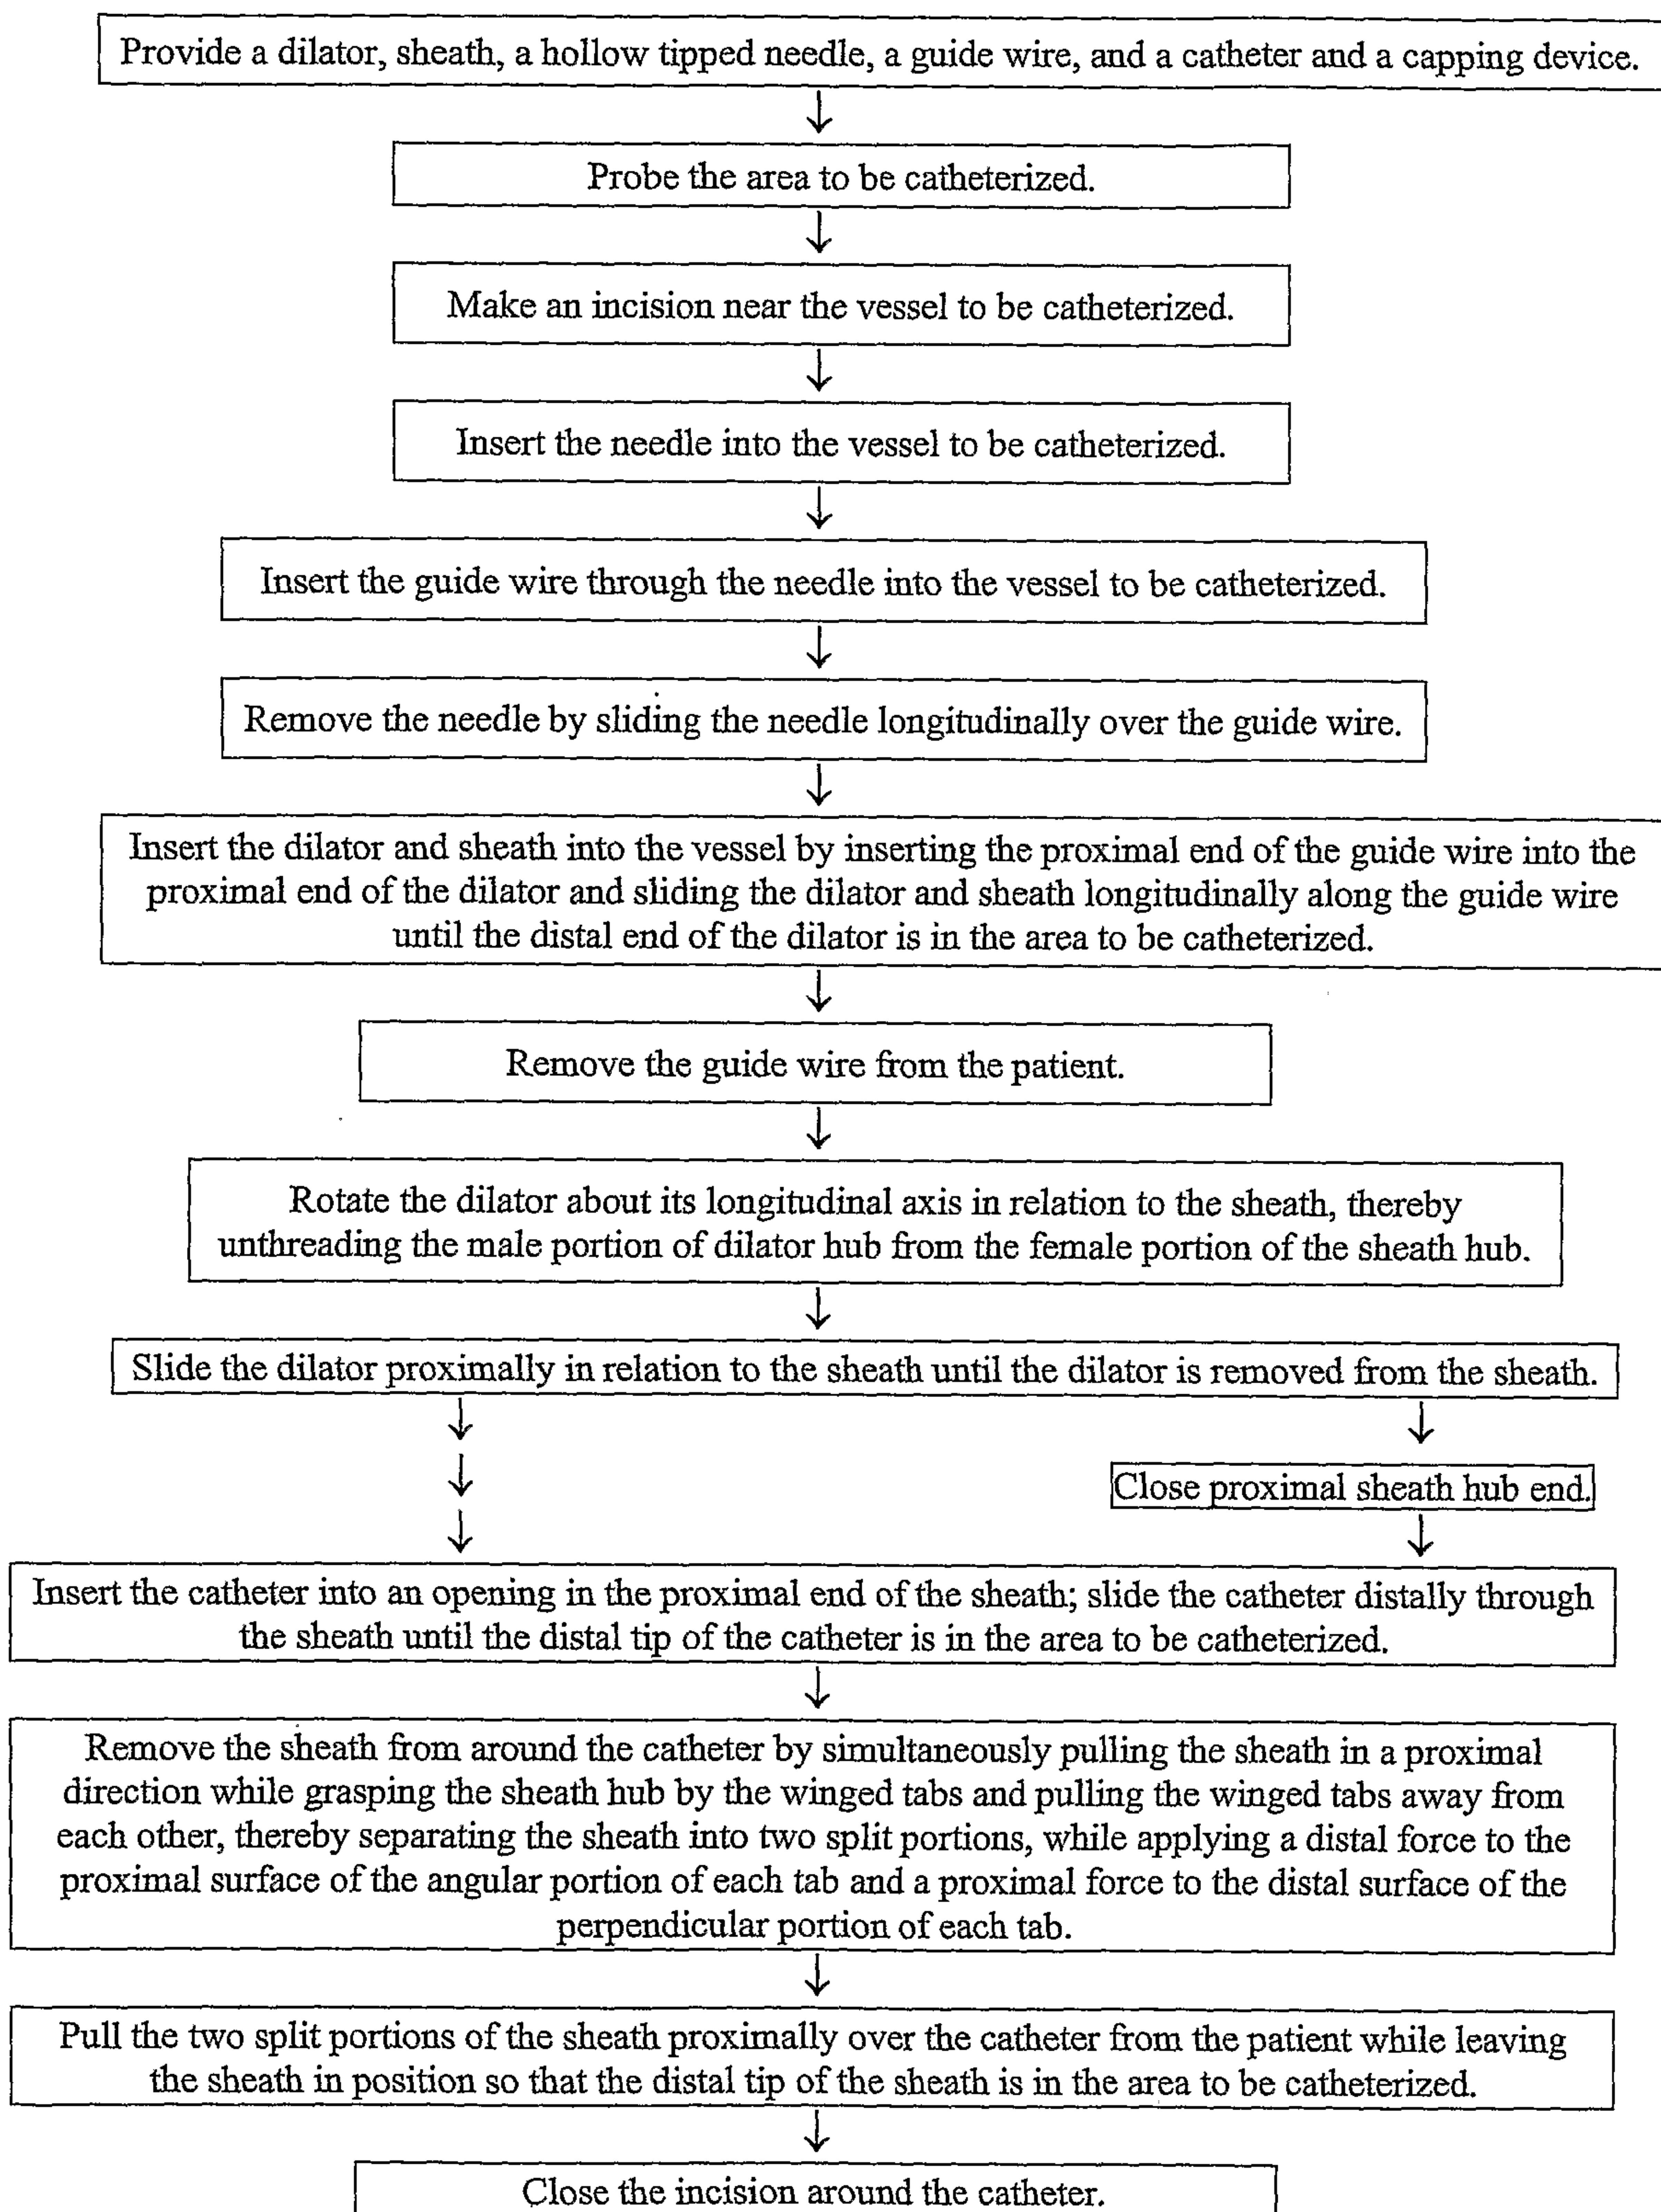 Provide a dilator, sheath, a hollow tipped needle, a guide wire, and a catheter and a capping device.
Probe the area to be catheterized.
Make an incision near the vessel to be catheterized.
Insert the needle into the vessel to be catheterized.
Insert the guide wire through the needle into the vessel to be catheterized.
Remove the needle by sliding the needle longitudinally over the guide wire.
Insert the dilator and sheath into the vessel by inserting the proximal end of the guide wire into the
proximal end of the dilator and sliding the dilator and sheath longitudinally along the guide wire
until the distal end of the dilator is in the area to be catheterized.
Remove the guide wire from the patient.
Rotate the dilator about its longitudinal axis in relation to the sheath, thereby
unthreading the male portion of dilator hub from the female portion of the sheath hub.
Slide the dilator proximally in relation to the sheath until the dilator is removed from the sheath.
Close proximal sheath hub end.
Insert the catheter into an opening in the proximal end of the sheath; slide the catheter distally through
the sheath until the distal tip of the catheter is in the area to be catheterized.
Remove the sheath from around the catheter by simultaneously pulling the sheath in a proximal
direction while grasping the sheath hub by the winged tabs and pulling the winged tabs away from
each other, thereby separating the sheath into two split portions, while applying a distal force to the
proximal surface of the angular portion of each tab and a proximal force to the distal surface of the
perpendicular portion of each tab.
Pull the two split portions of the sheath proximally over the catheter from the patient while leaving
the sheath in position so that the distal tip of the sheath is in the area to be catheterized.
Close the incision around the catheter.